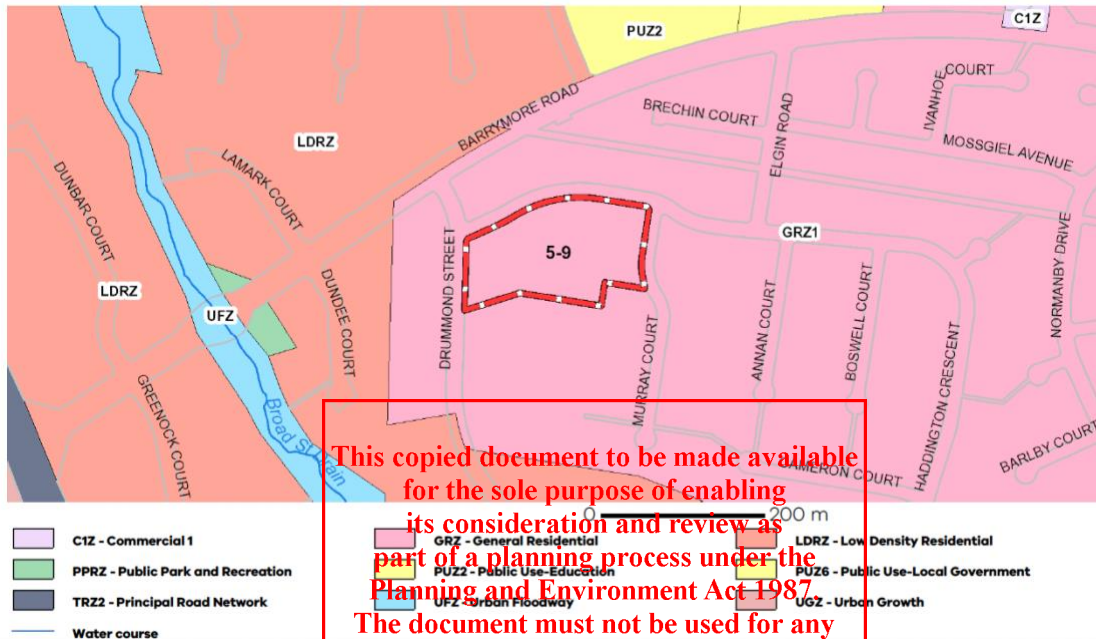 PUZ2
C1Z
BARRYMORE ROAD
BRECHIN COURT
ELGIN ROAD
IVANHOE COURT
MOSSGIEL AVENUE
LDRZ
LAMARK COURT
DUNBAR COURT
5-9
GRZ1
DRUMMOND STREET
NORMANBY DRIVE
LDRZ
DUNDEE COURT
UFZ
MURRAY COURT
ANNAN COURT
BOSWELL COURT
HADDINGTON CRESCENT
GREENOCK COURT
Broad St Drain
CAMERON COURT
BARLBY COURT
This copied document to be made available
for the sole purpose of enabling
its consideration and review as
part of a planning process under the
Planning and Environment Act 1987.
The document must not be used for any
0 200 m
C1Z - Commercial 1
GRZ - General Residential
LDRZ - Low Density Residential
PPRZ - Public Park and Recreation
PUZ2 - Public Use-Education
PUZ6 - Public Use-Local Government
TRZ2 - Principal Road Network
UFZ - Urban Floodway
UGZ - Urban Growth
Water course